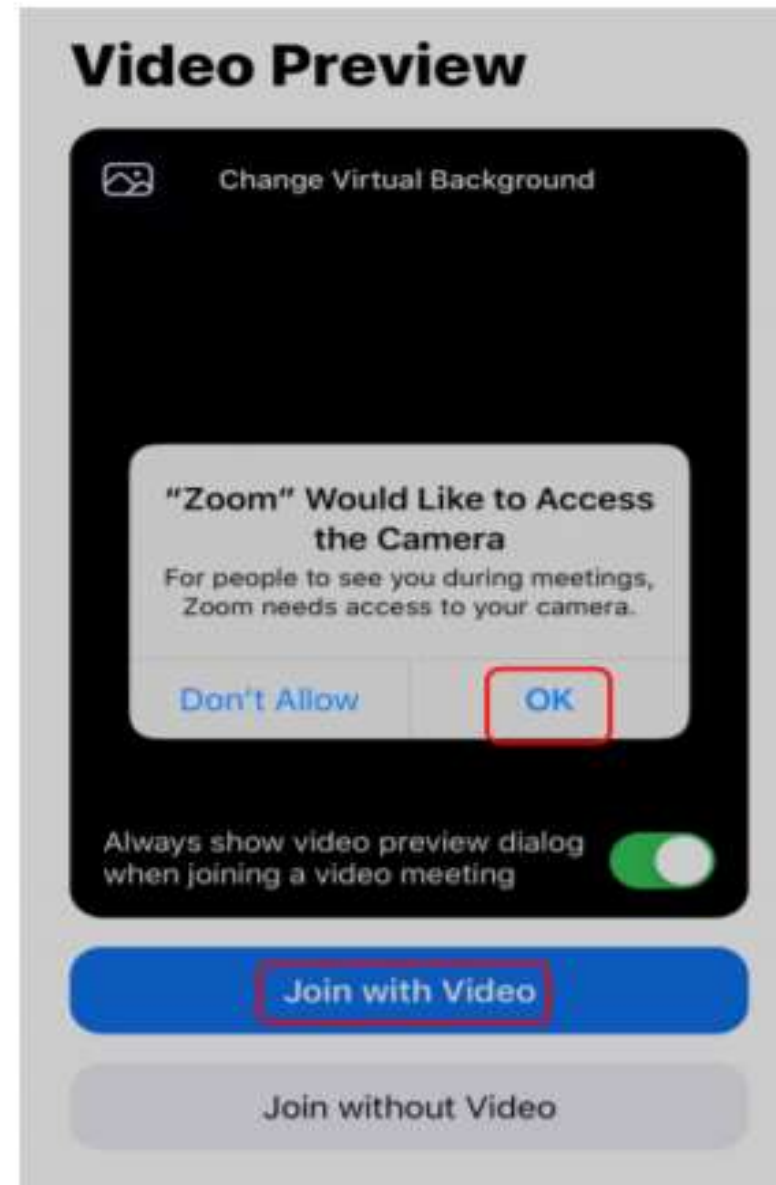 Video Preview
Change Virtual Background
"Zoom" Would Like to Access
the Camera
For people to see you during meetings,
Zoom needs access to your camera.
Don't Allow
OK
Always show video preview dialog
when joining a video meeting
Join with Video
Join without Video